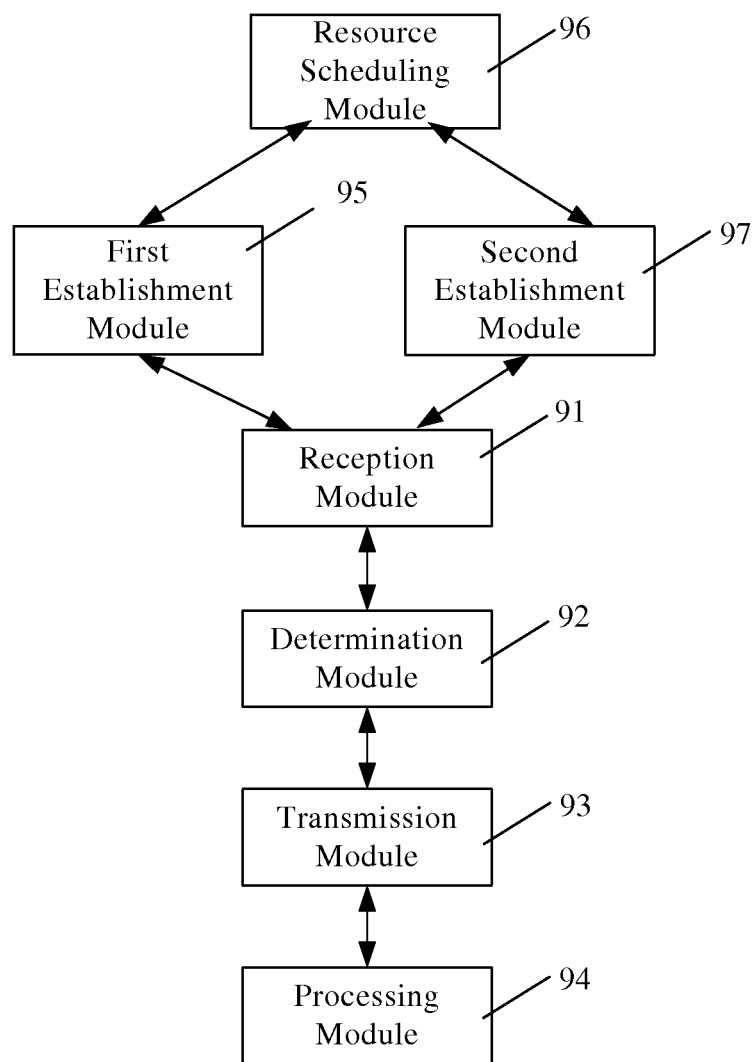 Resource
Scheduling
Module
96
First
Establishment
Module
95
Second
Establishment
Module
97
Reception
Module
91
Determination
Module
92
Transmission
Module
93
Processing
Module
94